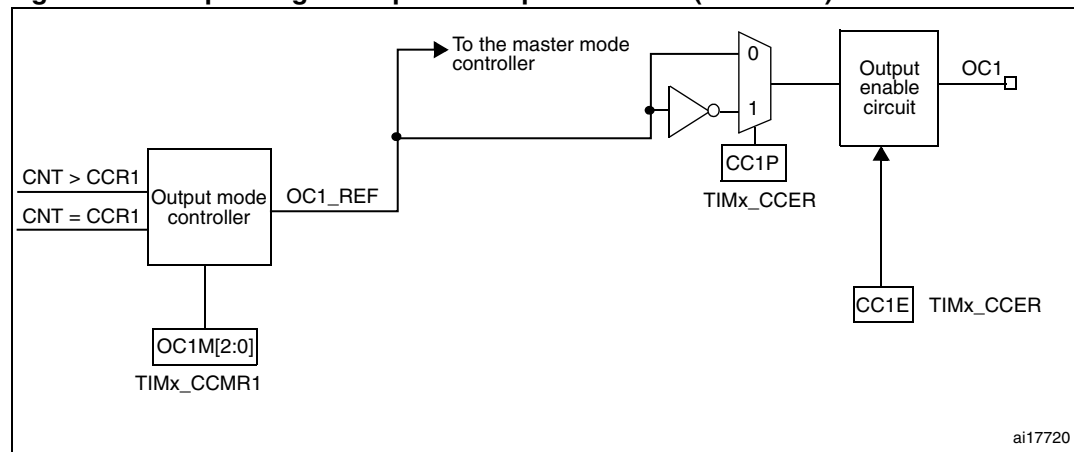 To the master mode
controller
0
1
Output
enable
circuit
OC1
CC1P
TIMx_CCER
CNT > CCR1
CNT = CCR1
Output mode
controller
OC1_REF
CC1E
TIMx_CCER
OC1M[2:0]
TIMx_CCMR1
ai17720